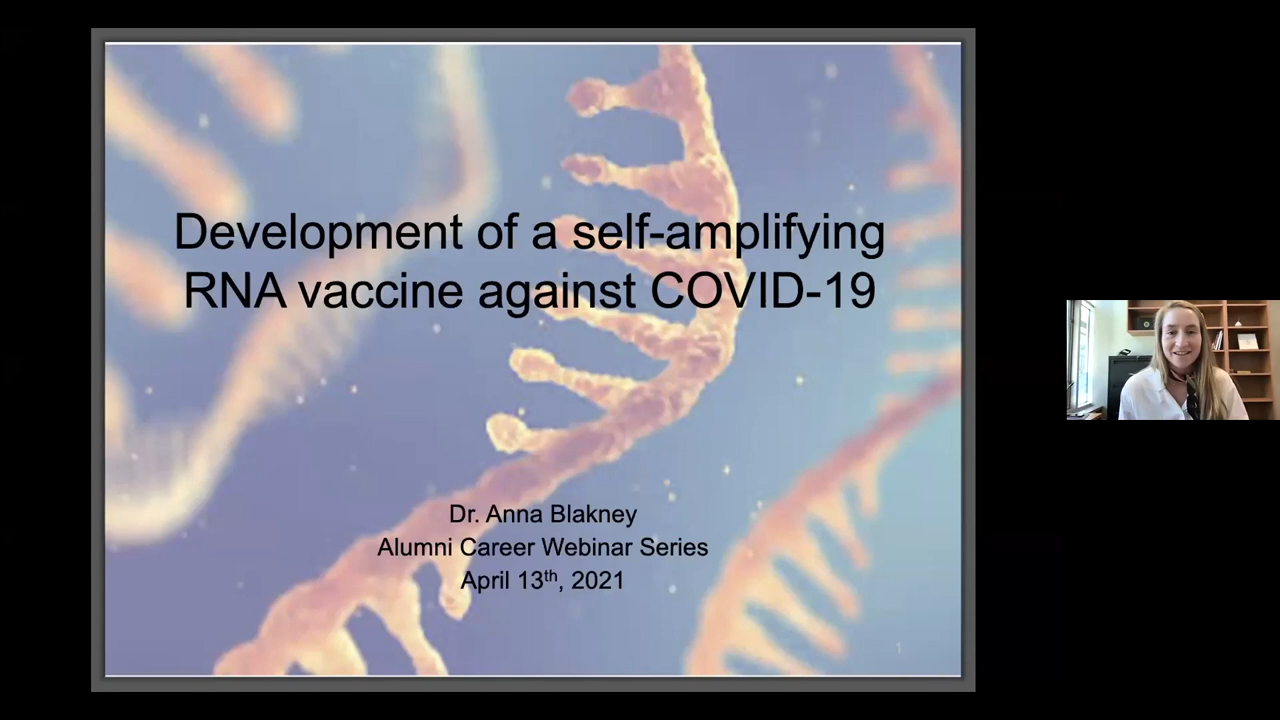 Development of a self-amplifying
RNA vaccine against COVID-19
Dr. Anna Blakney
Alumni Career Webinar Series
April 13th, 2021
1